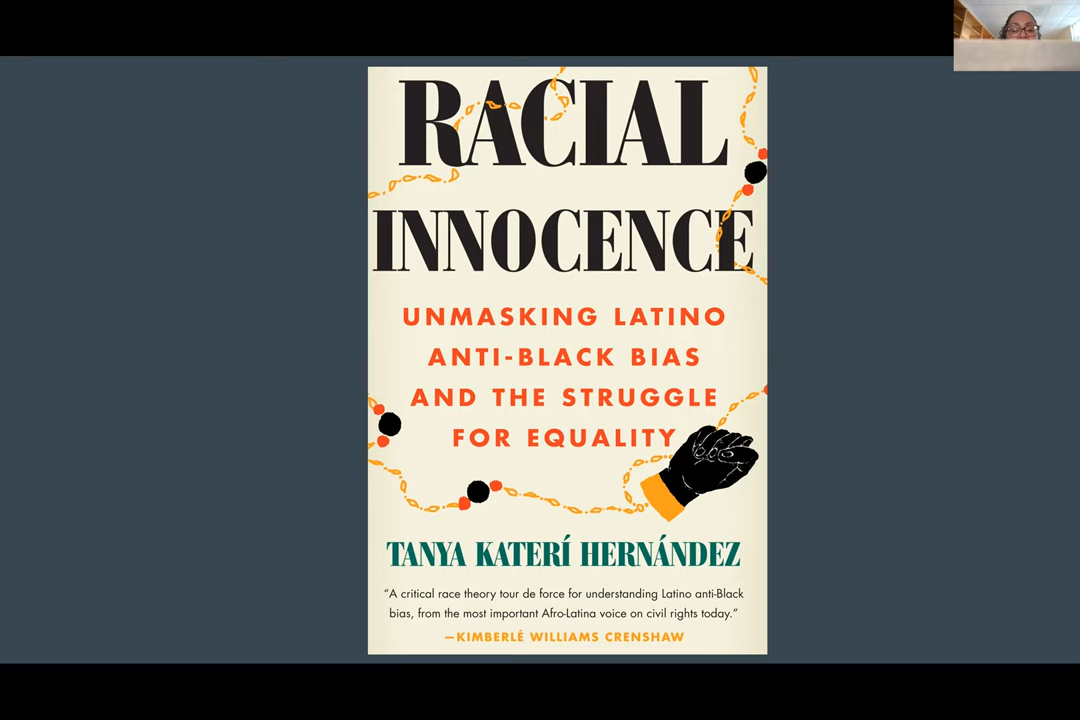 RACIAL
INNOCENCE
UNMASKING LATINO
ANTI-BLACK BIAS
AND THE STRUGGLE
FOR EQUALITY
TANYA KATERÍ HERNÁNDEZ
“A critical race theory tour de force for understanding Latino anti-Black
bias, from the most important Afro-Latina voice on civil rights today.”
—KIMBERLÉ WILLIAMS CRENSHAW